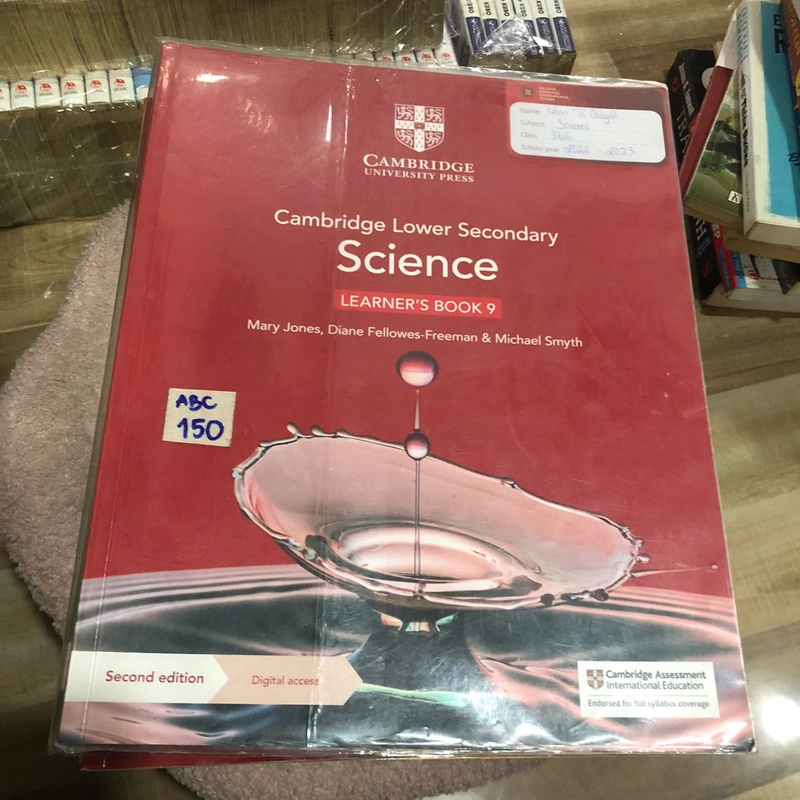 CAMBRIDGE
UNIVERSITY PRESS
Name:
Subject: Science
Class:
School year: 2022 - 2023
Cambridge Lower Secondary
Science
LEARNER'S BOOK 9
Mary Jones, Diane Fellowes-Freeman & Michael Smyth
ABC
150
Second edition
Digital access
Cambridge Assessment
International Education
Endorsed for full syllabus coverage